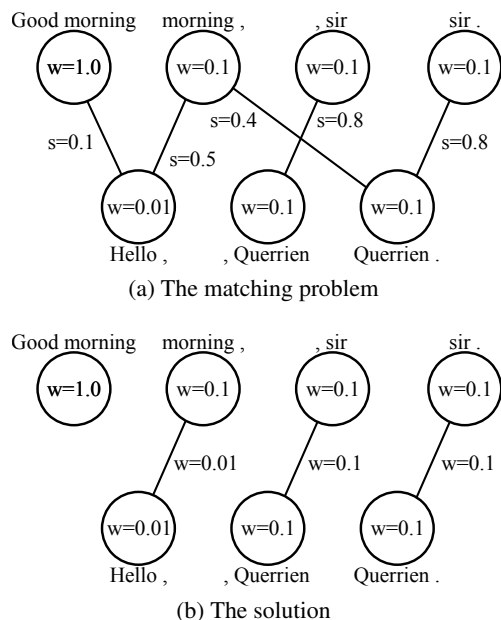 Good morning morning , , sir sir .
w=1.0 w=0.1 w=0.1 w=0.1
s=0.1 s=0.5 s=0.4 s=0.8 s=0.8
w=0.01 w=0.1 w=0.1
Hello , , Querrien Querrien .
(a) The matching problem
Good morning morning , , sir sir .
w=1.0 w=0.1 w=0.1 w=0.1
w=0.01 w=0.1 w=0.1
w=0.01 w=0.1 w=0.1
Hello , , Querrien Querrien .
(b) The solution